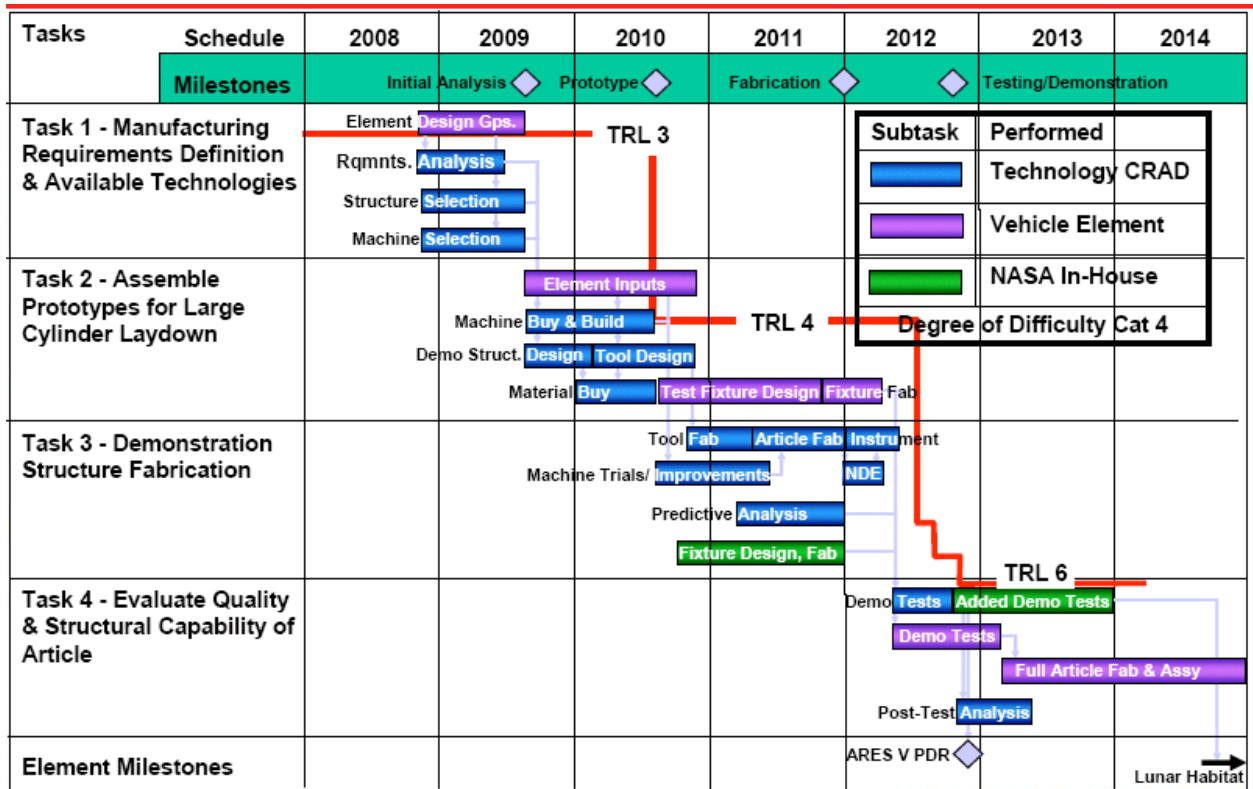 Tasks Schedule 2008 2009 2010 2011 2012 2013 2014
Milestones Initial Analysis Prototype Fabrication Testing/Demonstration
Task 1 - Manufacturing
Requirements Definition
& Available Technologies
Element Design Gps.
TRL 3
Rqmnts. Analysis
Structure Selection
Machine Selection
Subtask Performed
Technology CRAD
Vehicle Element
NASA In-House
Degree of Difficulty Cat 4
Task 2 - Assemble
Prototypes for Large
Cylinder Laydown
Element Inputs
Machine Buy & Build
TRL 4
Demo Struct. Design Tool Design
Material Buy Test Fixture Design Fixture Fab
Task 3 - Demonstration
Structure Fabrication
Tool Fab Article Fab Instrument
Machine Trials/ Improvements NDE
Predictive Analysis
Fixture Design, Fab
TRL 6
Task 4 - Evaluate Quality
& Structural Capability of
Article
Demo Tests Added Demo Tests
Demo Tests
Full Article Fab & Assy
Post-Test Analysis
Element Milestones
ARES V PDR
Lunar Habitat